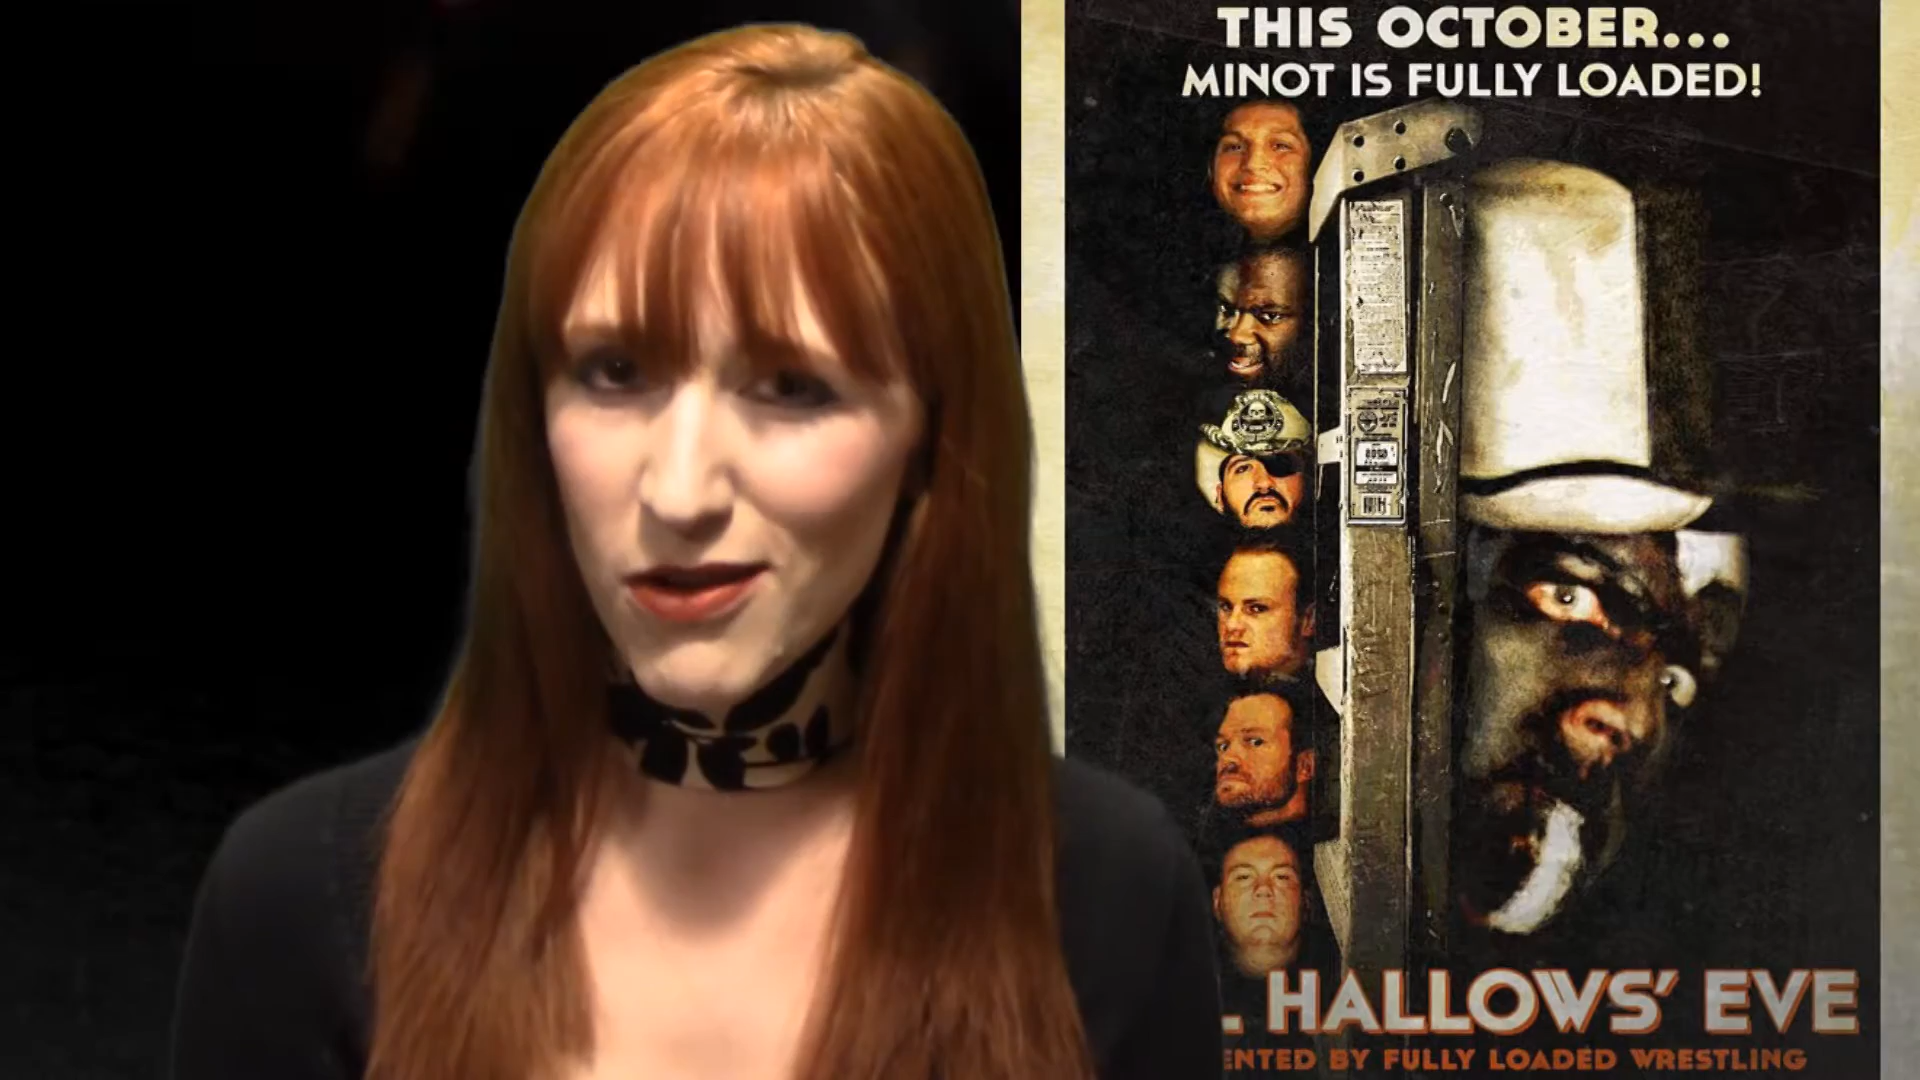 THIS OCTOBER...
MINOT IS FULLY LOADED!
L HALLOWS' EVE
ENTED BY FULLY LOADED WRESTLING